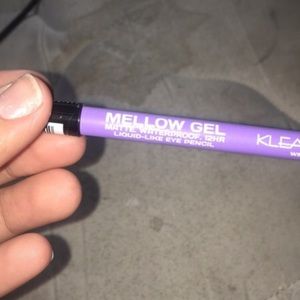 MELLOW GEL
MATTE, WATERPROOF, 12HR
LIQUID-LIKE EYE PENCIL
KLEA